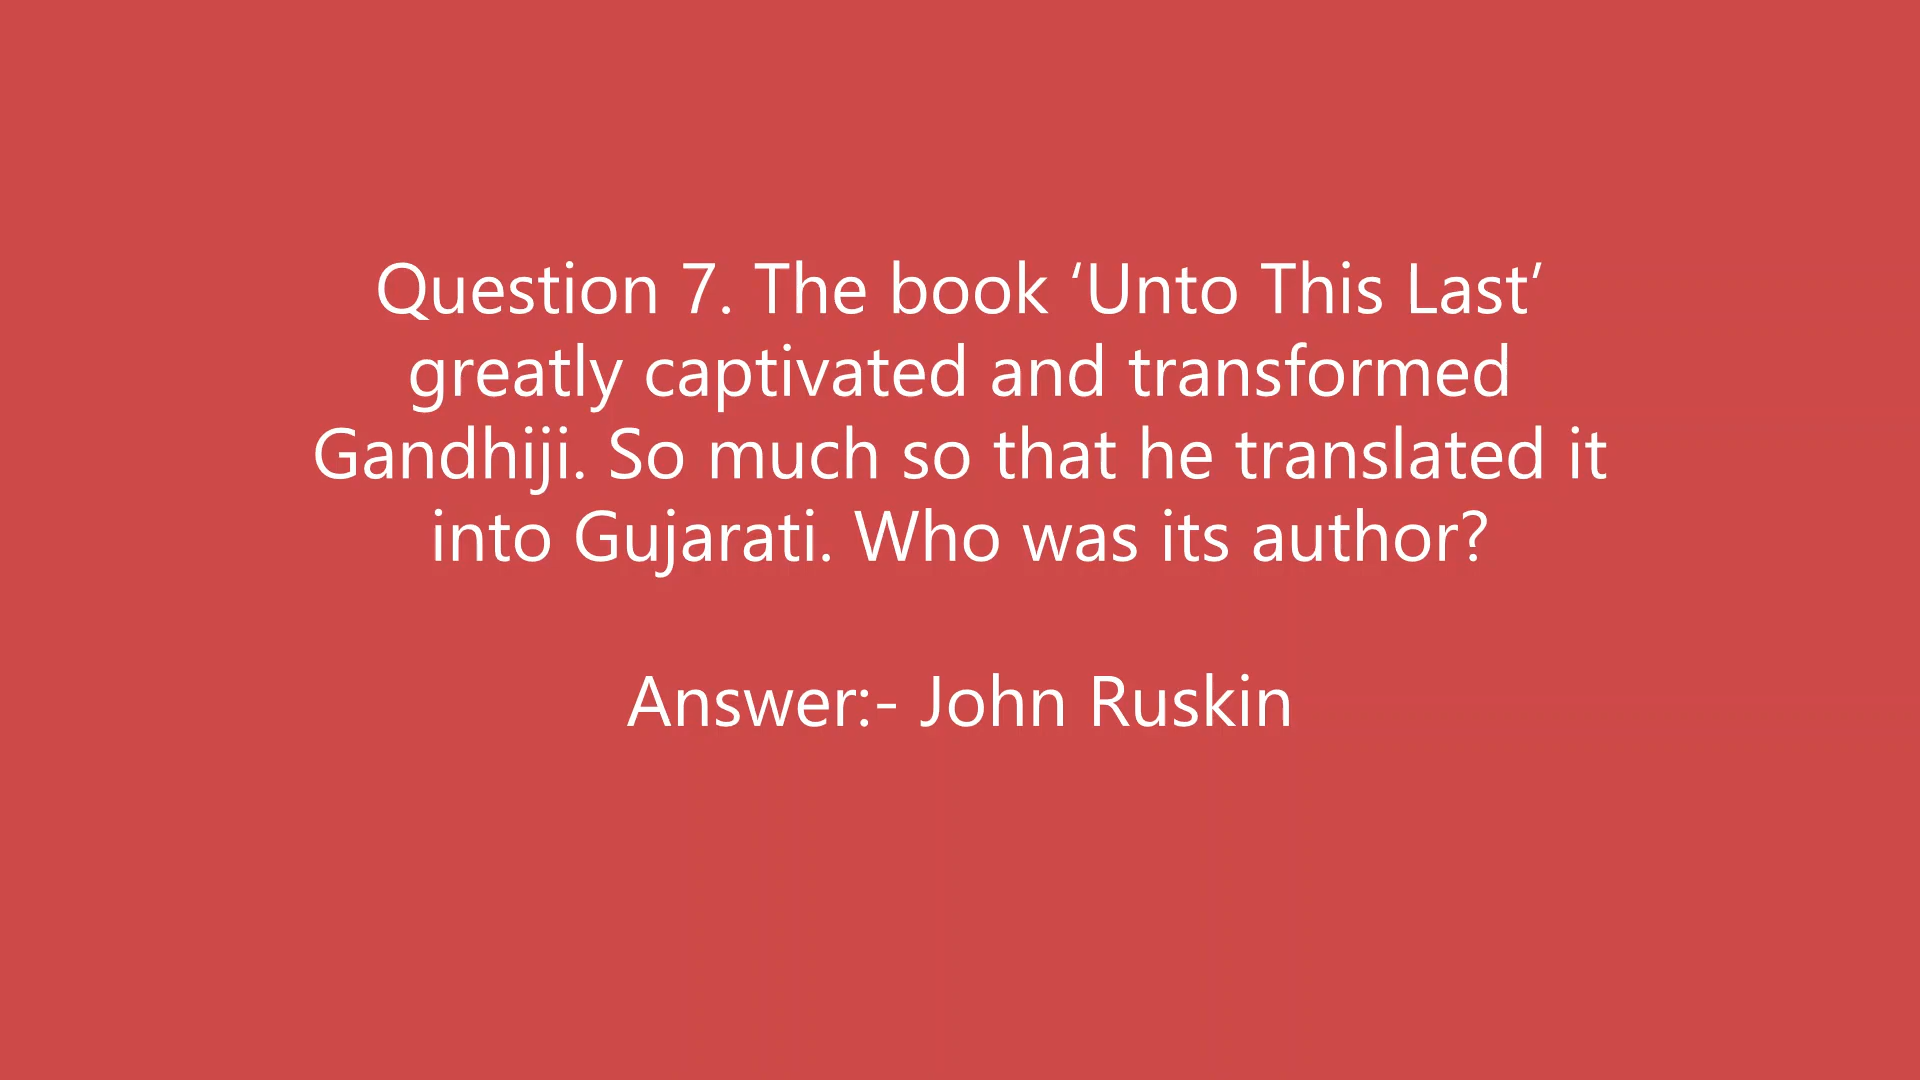 Question 7. The book ‘Unto This Last’
greatly captivated and transformed
Gandhiji. So much so that he translated it
into Gujarati. Who was its author?
Answer:- John Ruskin